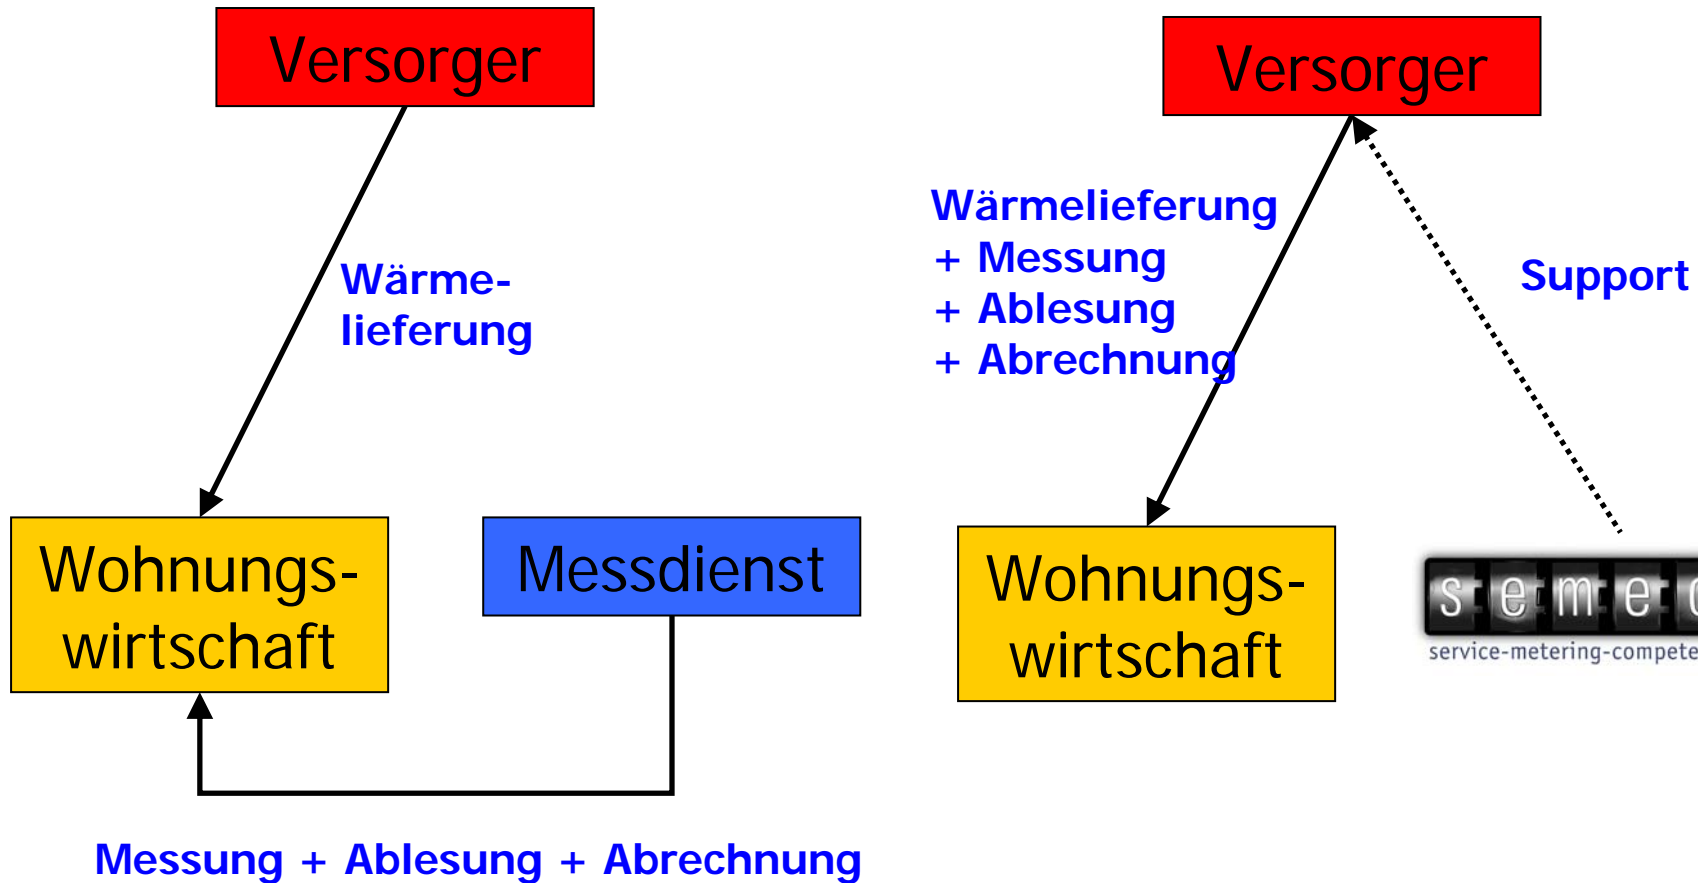 Versorger
Wärme-
lieferung
Wohnungs-
wirtschaft
Messdienst
Messung + Ablesung + Abrechnung
Versorger
Wärmelieferung
+ Messung
+ Ablesung
+ Abrechnung
Support
Wohnungs-
wirtschaft